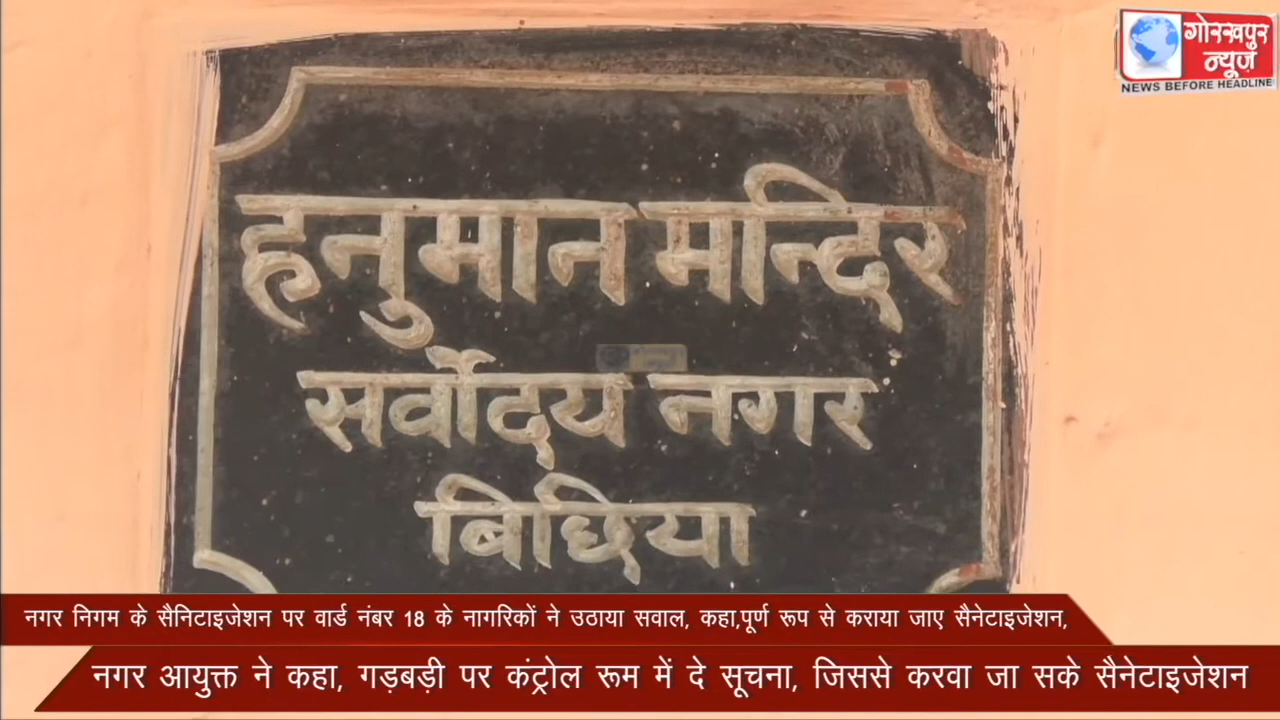 गोरखपुर
न्यूज
NEWS BEFORE HEADLINE
हनुमान मन्दिर
सर्वोदय नगर
बिछिया
नगर निगम के सैनिटाइजेशन पर वार्ड नंबर 18 के नागरिकों ने उठाया सवाल, कहा,पूर्ण रूप से कराया जाए सैनेटाइजेशन,
नगर आयुक्त ने कहा, गड़बड़ी पर कंट्रोल रूम में दे सूचना, जिससे करवा जा सके सैनेटाइजेशन